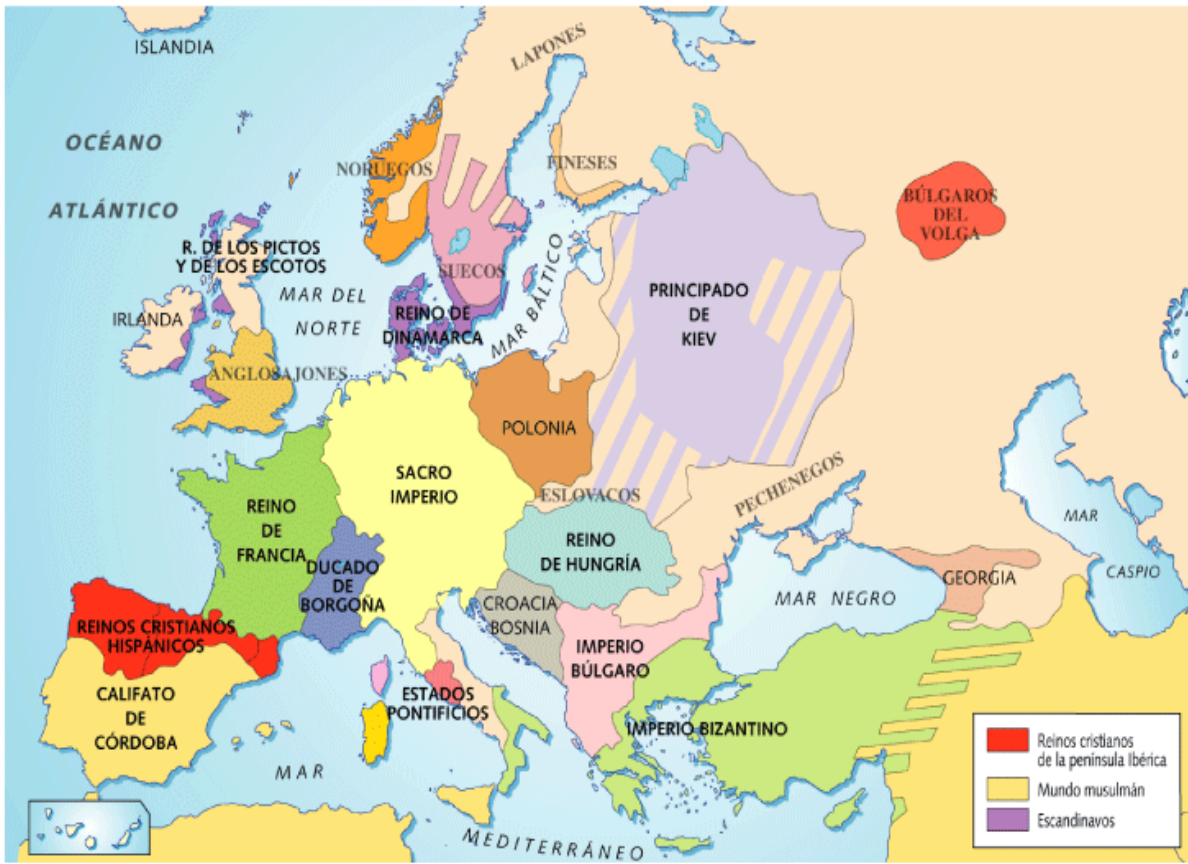 ISLANDIA
LAPONES
OCÉANO
ATLÁNTICO
NORUEGOS
FINESES
BÚLGAROS
DEL
VOLGA
R. DE LOS PICTOS
Y DE LOS ESCOTOS
SUECOS
MAR DEL
NORTE
IRLANDA
REINO DE
DINAMARCA
MAR BÁLTICO
PRINCIPADO
DE
KIEV
ANGLOSAJONES
POLONIA
SACRO
IMPERIO
ESLOVACOS
PECHENEGOS
REINO
DE
FRANCIA
REINO
DE HUNGRÍA
MAR
CASPIO
DUCADO
DE
BORGOÑA
CROACIA
BOSNIA
MAR NEGRO
GEORGIA
REINOS CRISTIANOS
HISPÁNICOS
IMPERIO
BÚLGARO
CALIFATO
DE
CÓRDOBA
ESTADOS
PONTIFICIOS
IMPERIO BIZANTINO
MAR
MEDITERRÁNEO
Reinos cristianos
de la península Ibérica
Mundo musulmán
Escandinavos